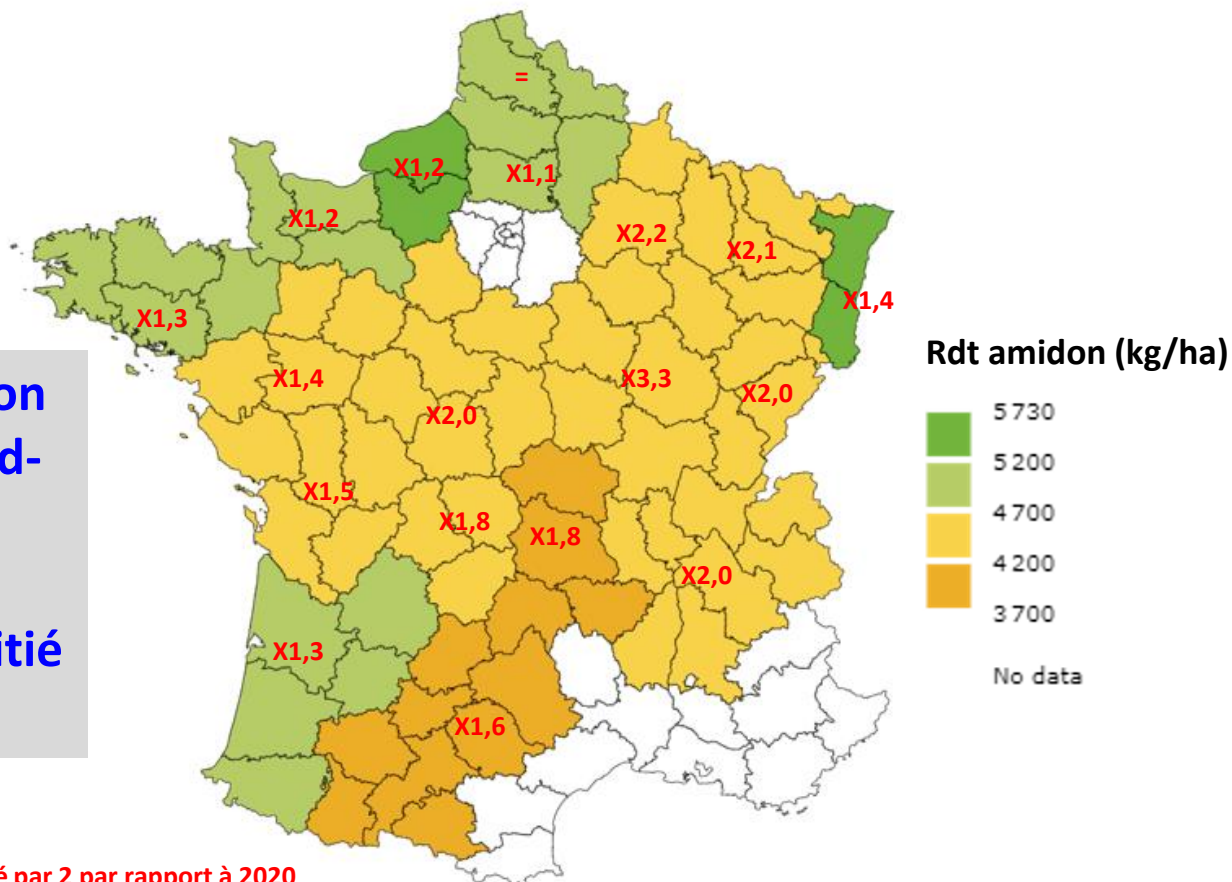 =
X1,2
X1,1
X1,2
X2,2
X2,1
X1,4
X1,3
Rdt amidon (kg/ha)
5 730
5 200
4 700
4 200
3 700
No data
on
d-
itié
X1,4
X3,3
X2,0
X2,0
X1,5
X1,8
X1,8
X2,0
X1,3
X1,6
é par 2 par rapport à 2020